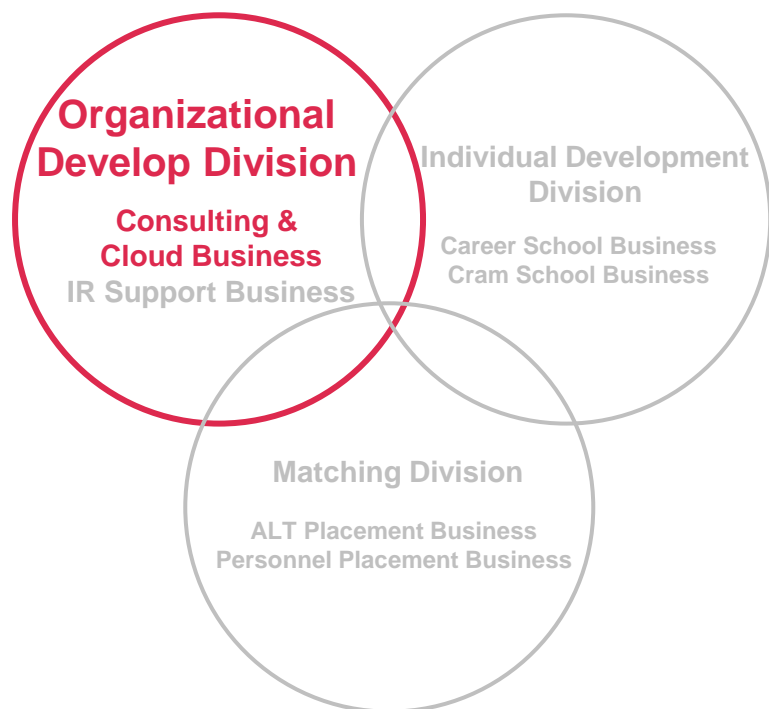 Organizational
Develop Division
Consulting &
Cloud Business
IR Support Business
Individual Development
Division
Career School Business
Cram School Business
Matching Division
ALT Placement Business
Personnel Placement Business